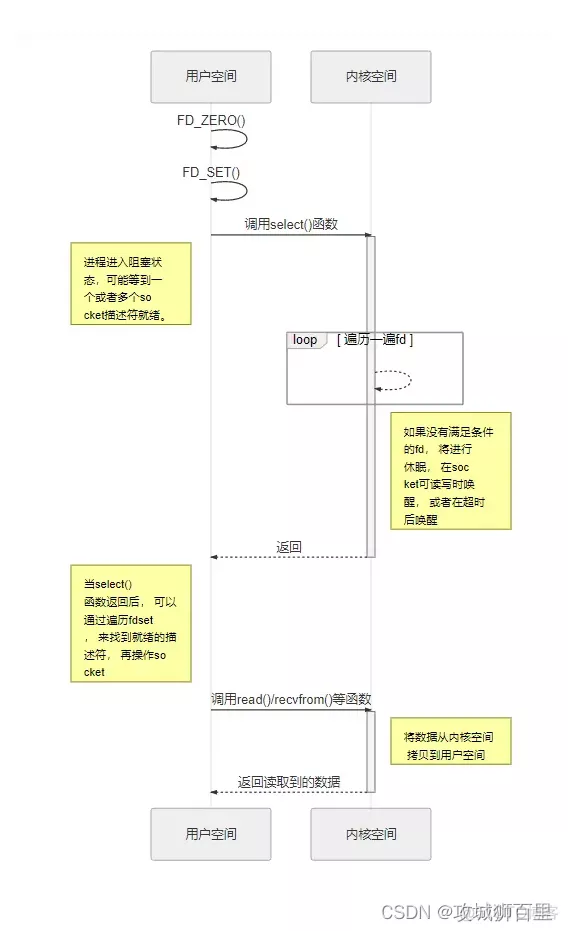 用户空间
内核空间
FD_ZERO()
FD_SET()
调用select()函数
进程进入阻塞状
态，可能等到一
个或者多个so
cket描述符就绪。
loop
[ 遍历一遍fd ]
如果没有满足条件
的fd， 将进行
休眠， 在soc
ket可读写时唤
醒， 或者在超时
后唤醒
返回
当select()
函数返回后， 可以
通过遍历fdset
， 来找到就绪的描
述符， 再操作so
cket
调用read()/recvfrom()等函数
将数据从内核空间
拷贝到用户空间
返回读取到的数据
用户空间
内核空间
CSDN @攻城狮百里